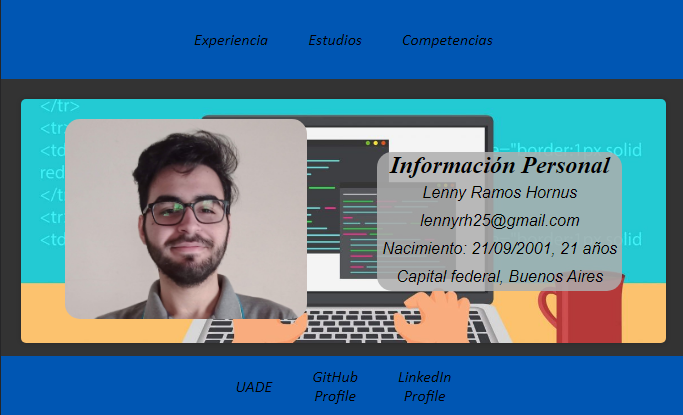 Experiencia Estudios Competencias
</tr>
<tr>
<td
="border:1px solid
red
</t
<tr
<td
solid
Información Personal
Lenny Ramos Hornus
lennyrh25@gmail.com
Nacimiento: 21/09/2001, 21 años
Capital federal, Buenos Aires
UADE
GitHub
Profile
LinkedIn
Profile